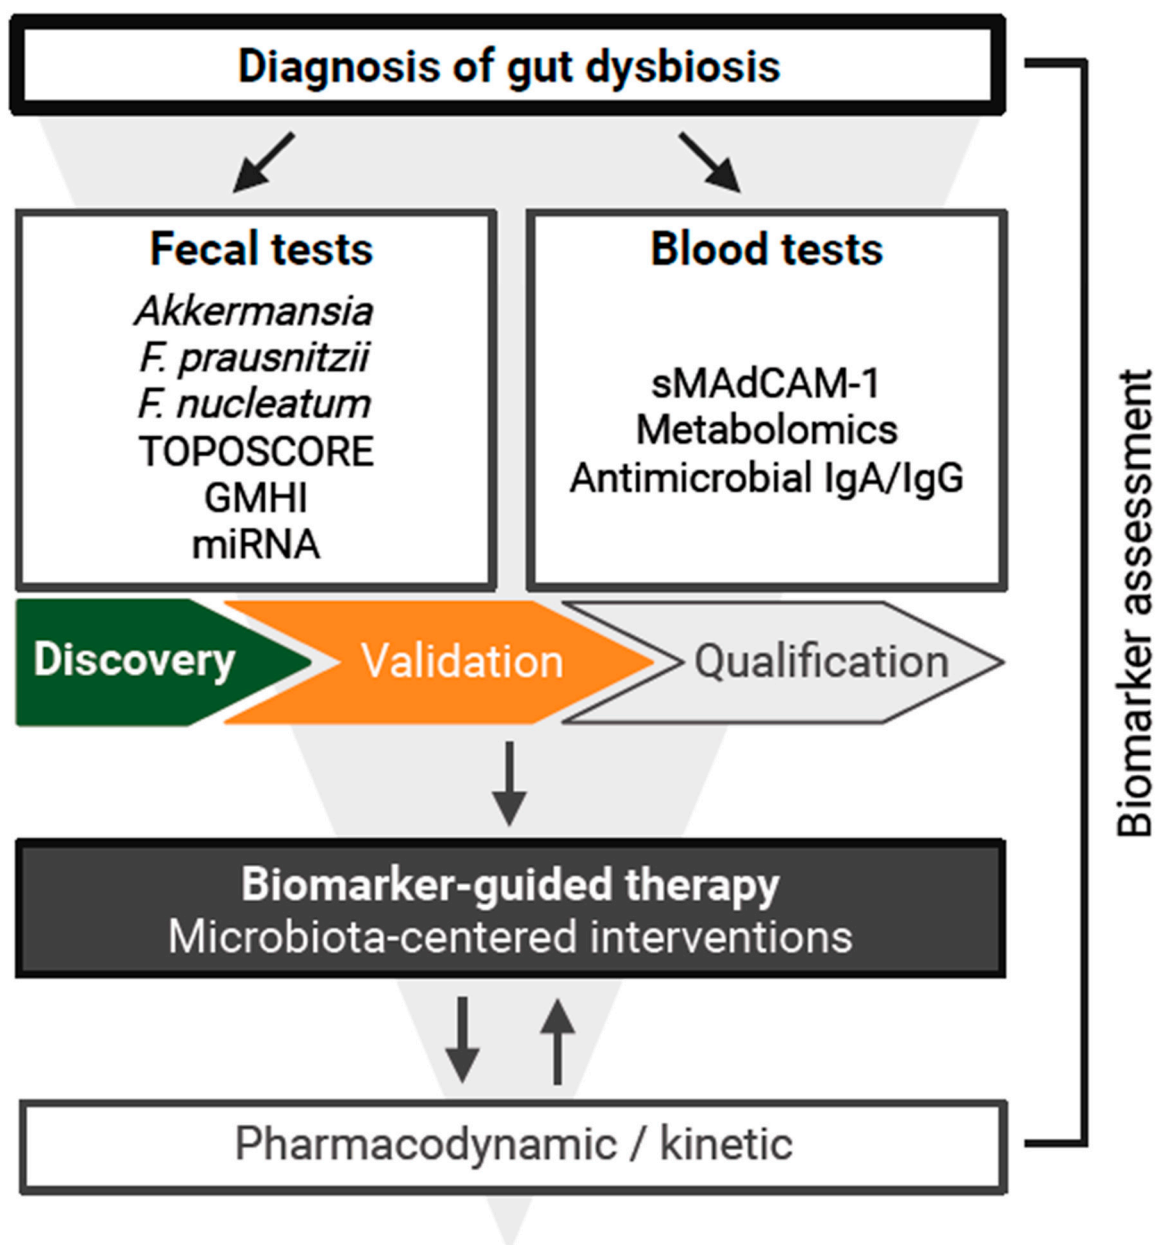 Diagnosis of gut dysbiosis
Fecal tests
Akkermansia
F. prausnitzii
F. nucleatum
TOPOSCORE
GMHI
miRNA
Blood tests
sMAdCAM-1
Metabolomics
Antimicrobial IgA/IgG
Discovery
Validation
Qualification
Biomarker-guided therapy
Microbiota-centered interventions
Pharmacodynamic / kinetic
Biomarker assessment